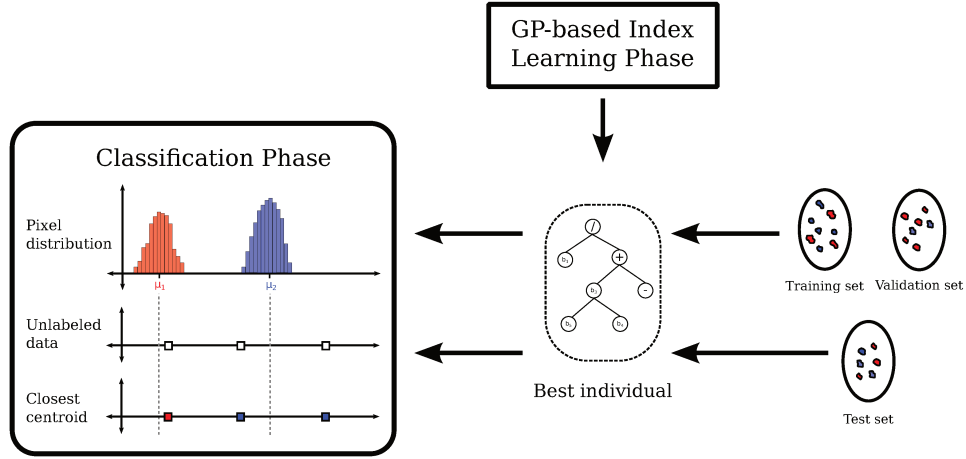 GP-based Index
Learning Phase
Classification Phase
Pixel
distribution
μ₁
μ₂
Unlabeled
data
Closest
centroid
/
b₁
+
-
Best individual
Training set
Validation set
Test set